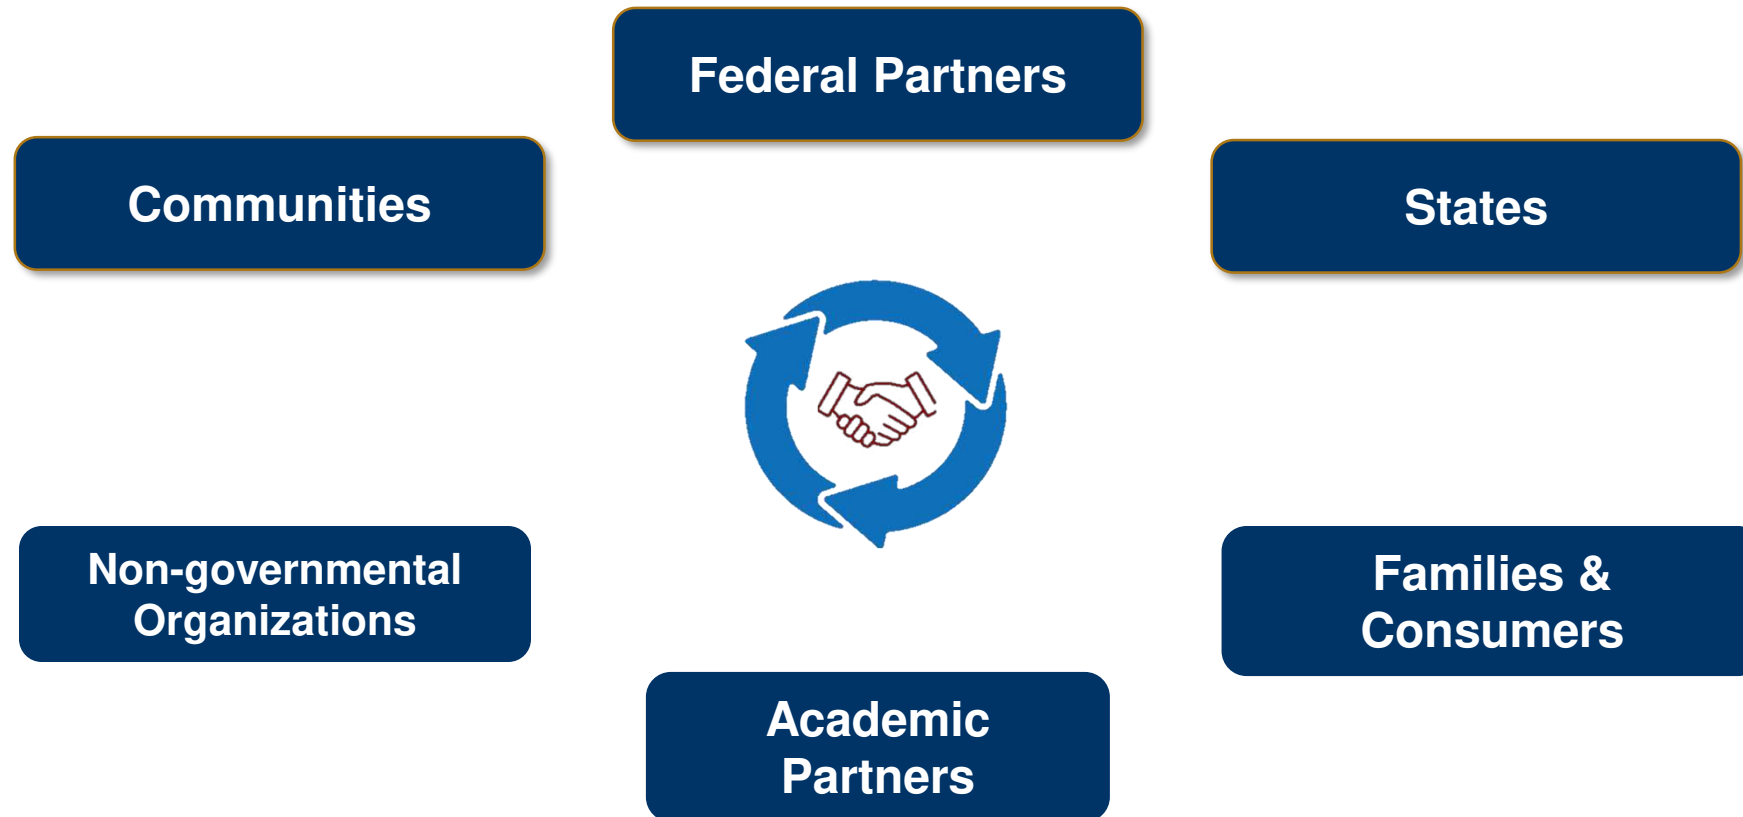 Federal Partners
Communities
States
Non-governmental
Organizations
Families &
Consumers
Academic
Partners